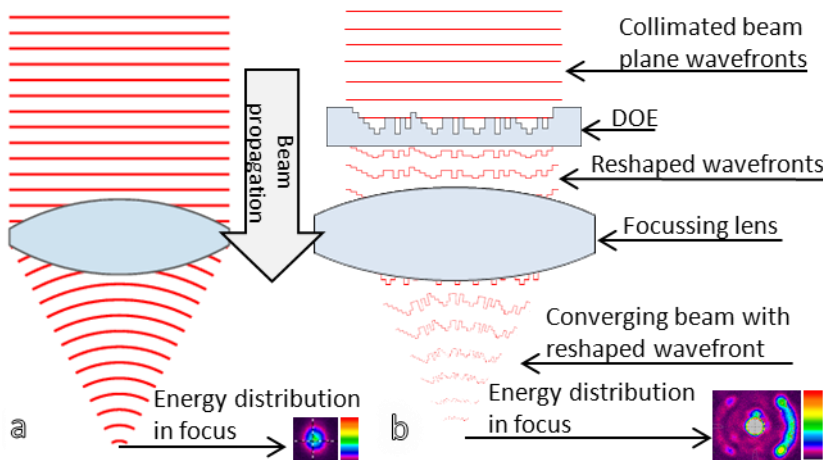 Collimated beam
plane wavefronts
DOE
Reshaped wavefronts
Beam
propagation
Focussing lens
Converging beam with
reshaped wavefront
Energy distribution
in focus
a
Energy distribution
in focus
b